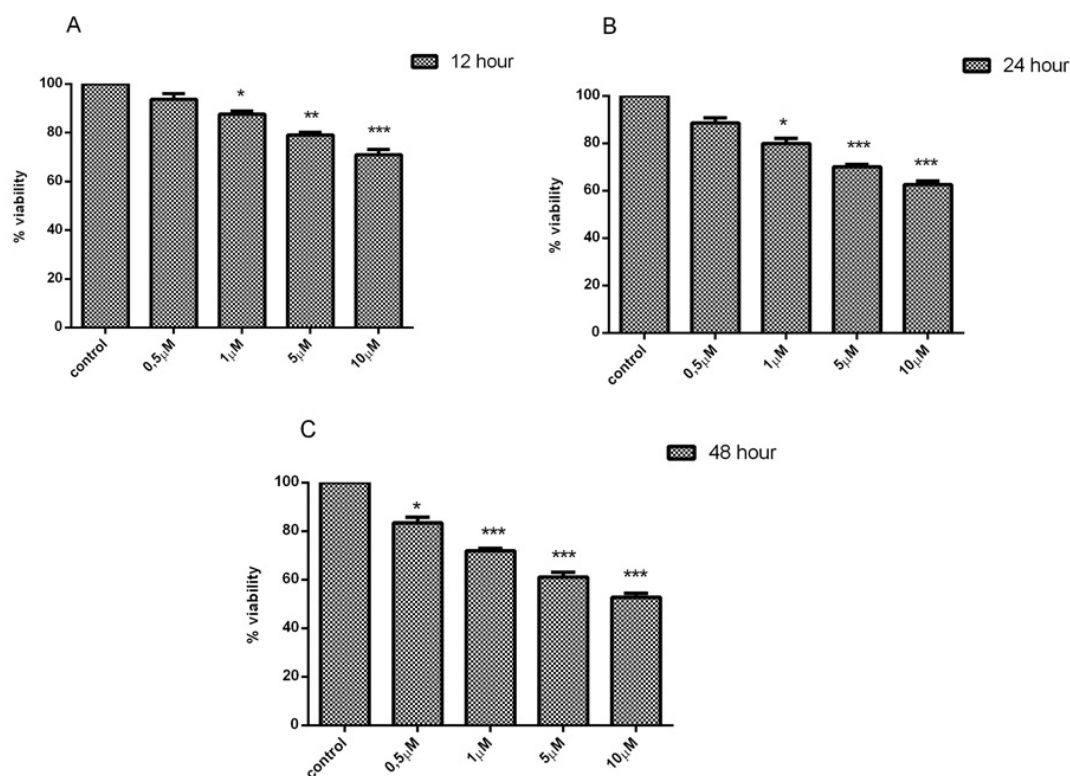 A
12 hour
100
80
60
40
20
0
% viability
*
**
***
control
0,5µM
1µM
5µM
10µM
B
24 hour
100
80
60
40
20
0
% viability
*
***
***
control
0,5µM
1µM
5µM
10µM
C
48 hour
100
80
60
40
20
0
% viability
*
***
***
***
control
0,5µM
1µM
5µM
10µM